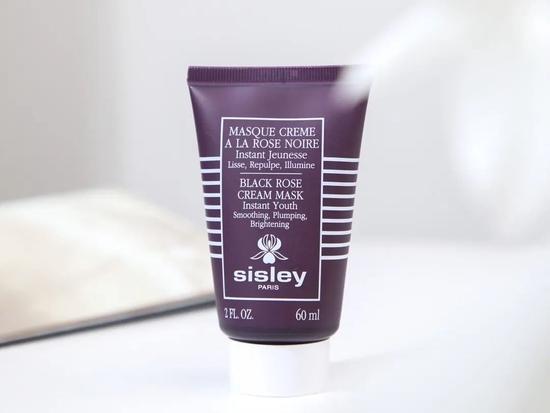 MASQUE CREME
A LA ROSE NOIRE
Instant Jeunesse
Lisse, Repulpe, Illumine
BLACK ROSE
CREAM MASK
Instant Youth
Smoothing, Plumping,
Brightening
sisley
PARIS
2 FL. OZ. 60 ml